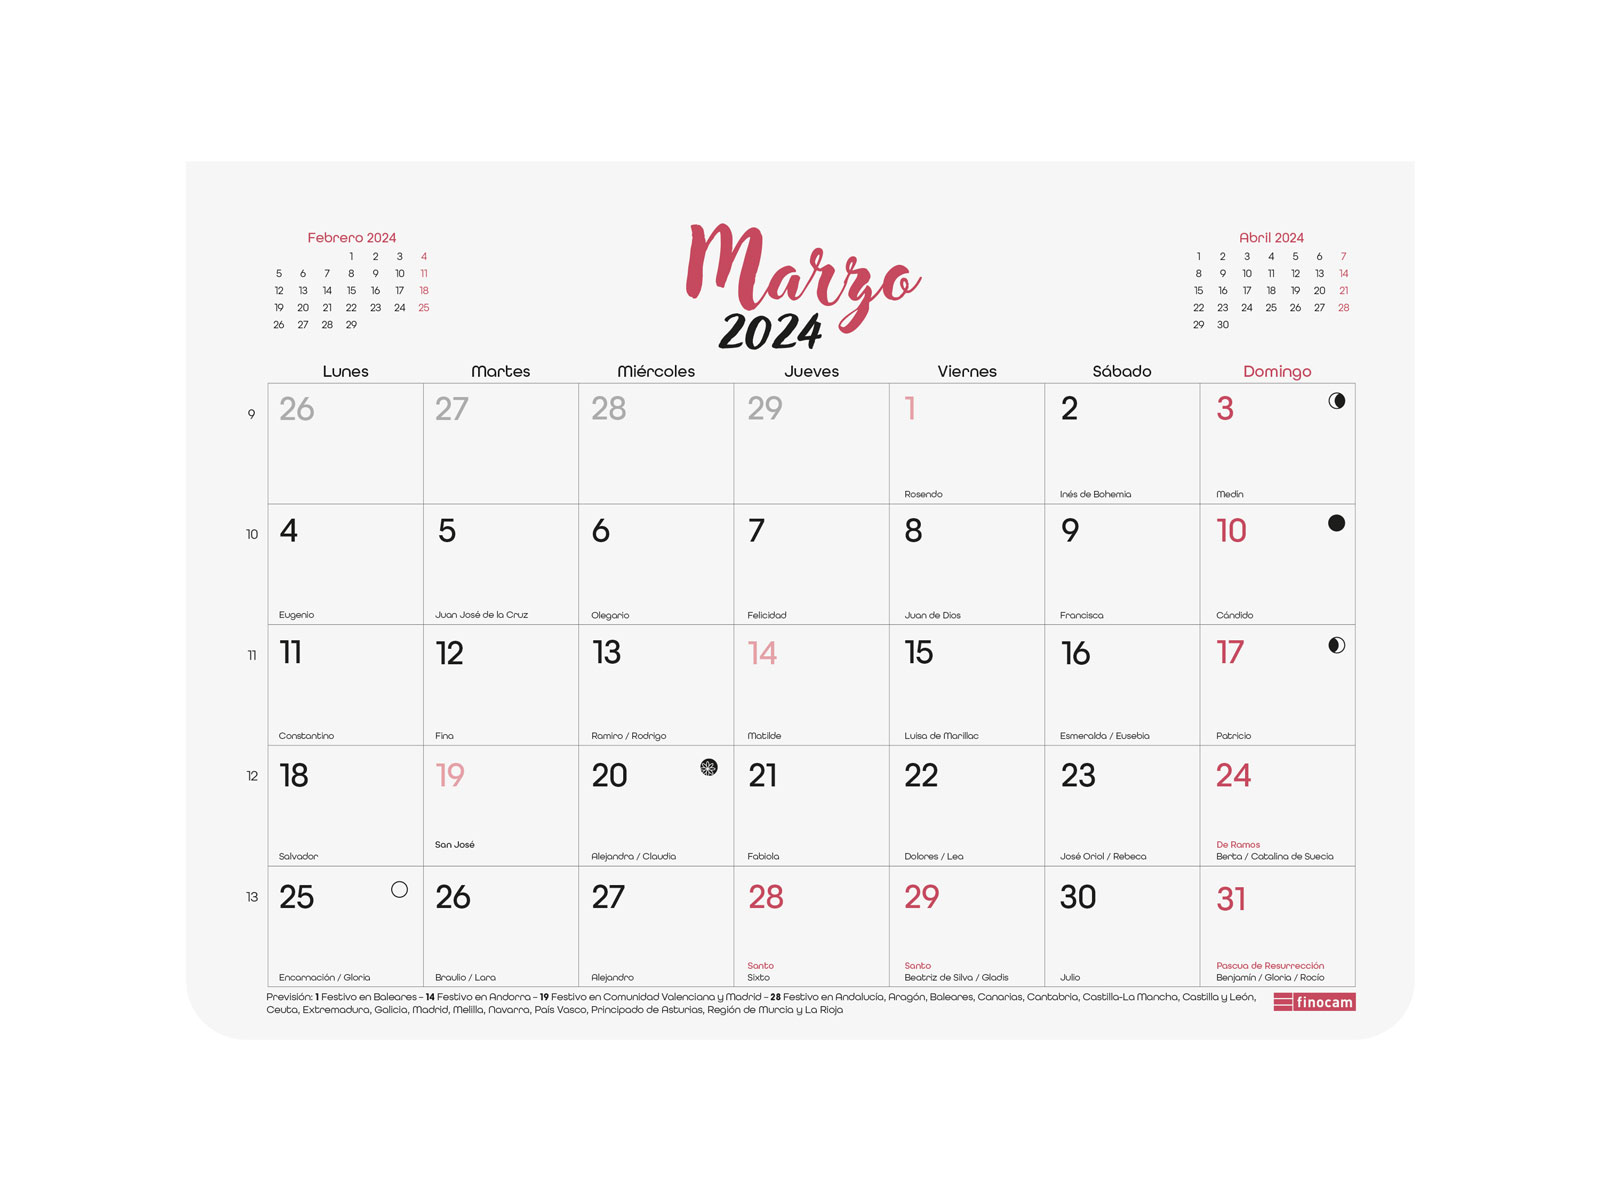 Febrero 2024
1 2 3 4
5 6 7 8 9 10 11
12 13 14 15 16 17 18
19 20 21 22 23 24 25
26 27 28 29
Marzo
2024
Abril 2024
1 2 3 4 5 6 7
8 9 10 11 12 13 14
15 16 17 18 19 20 21
22 23 24 25 26 27 28
29 30
Lunes Martes Miércoles Jueves Viernes Sábado Domingo
9 26 27 28 29 1 2 3
Rosendo Inés de Bohemia Medín
10 4 5 6 7 8 9 10
Eugenio Juan José de la Cruz Olegario Felicidad Juan de Dios Francisca Cándido
11 11 12 13 14 15 16 17
Constantino Fina Ramiro / Rodrigo Matilde Luisa de Marillac Esmeralda / Eusebia Patricio
12 18 19 20 21 22 23 24
San José De Ramos
Salvador Alejandra / Claudia Fabiola Dolores / Lea José Oriol / Rebeca Berta / Catalina de Suecia
13 25 26 27 28 29 30 31
Santo Santo Pascua de Resurrección
Encarnación / Gloria Braulio / Lara Alejandro Sixto Beatriz de Silva / Gladis Julio Benjamín / Gloria / Rocío
Previsión: 1 Festivo en Baleares - 14 Festivo en Andorra - 19 Festivo en Comunidad Valenciana y Madrid - 28 Festivo en Andalucía, Aragón, Baleares, Canarias, Cantabria, Castilla-La Mancha, Castilla y León,
Ceuta, Extremadura, Galicia, Madrid, Melilla, Navarra, País Vasco, Principado de Asturias, Región de Murcia y La Rioja
finocam